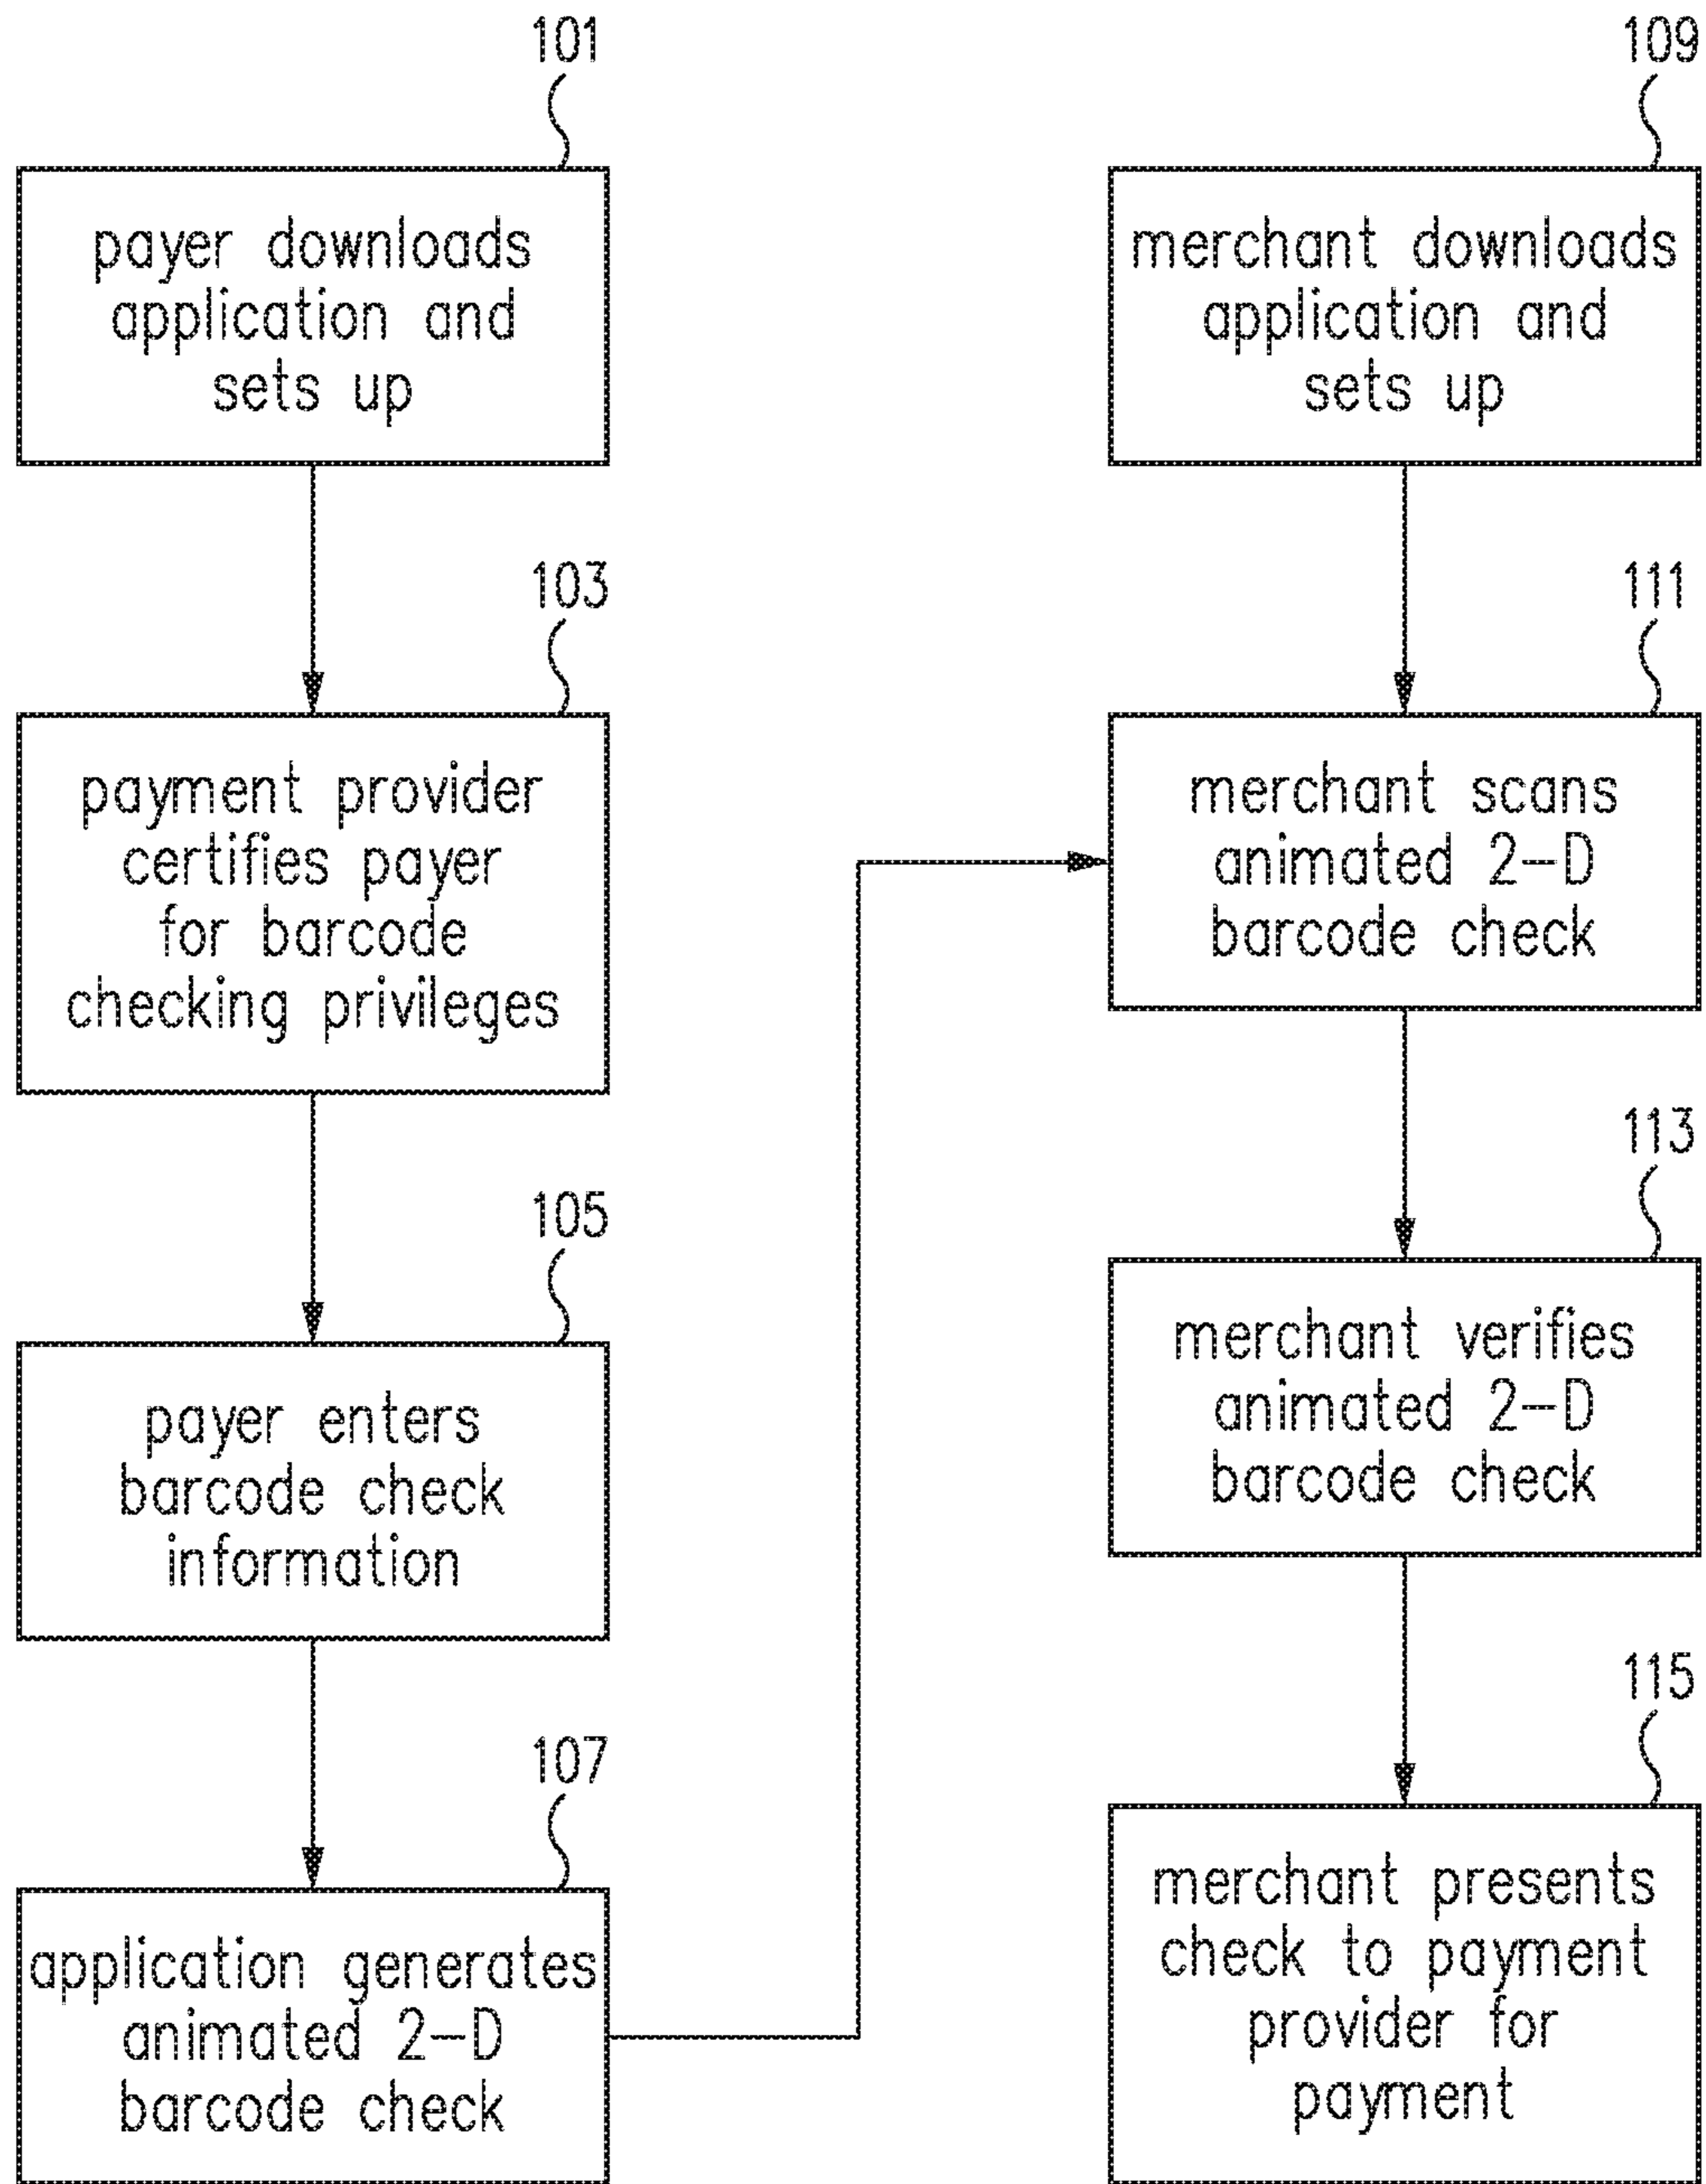 101
payer downloads
application and
sets up
103
payment provider
certifies payer
for barcode
checking privileges
105
payer enters
barcode check
information
107
application generates
animated 2-D
barcode check
109
merchant downloads
application and
sets up
111
merchant scans
animated 2-D
barcode check
113
merchant verifies
animated 2-D
barcode check
115
merchant presents
check to payment
provider for
payment